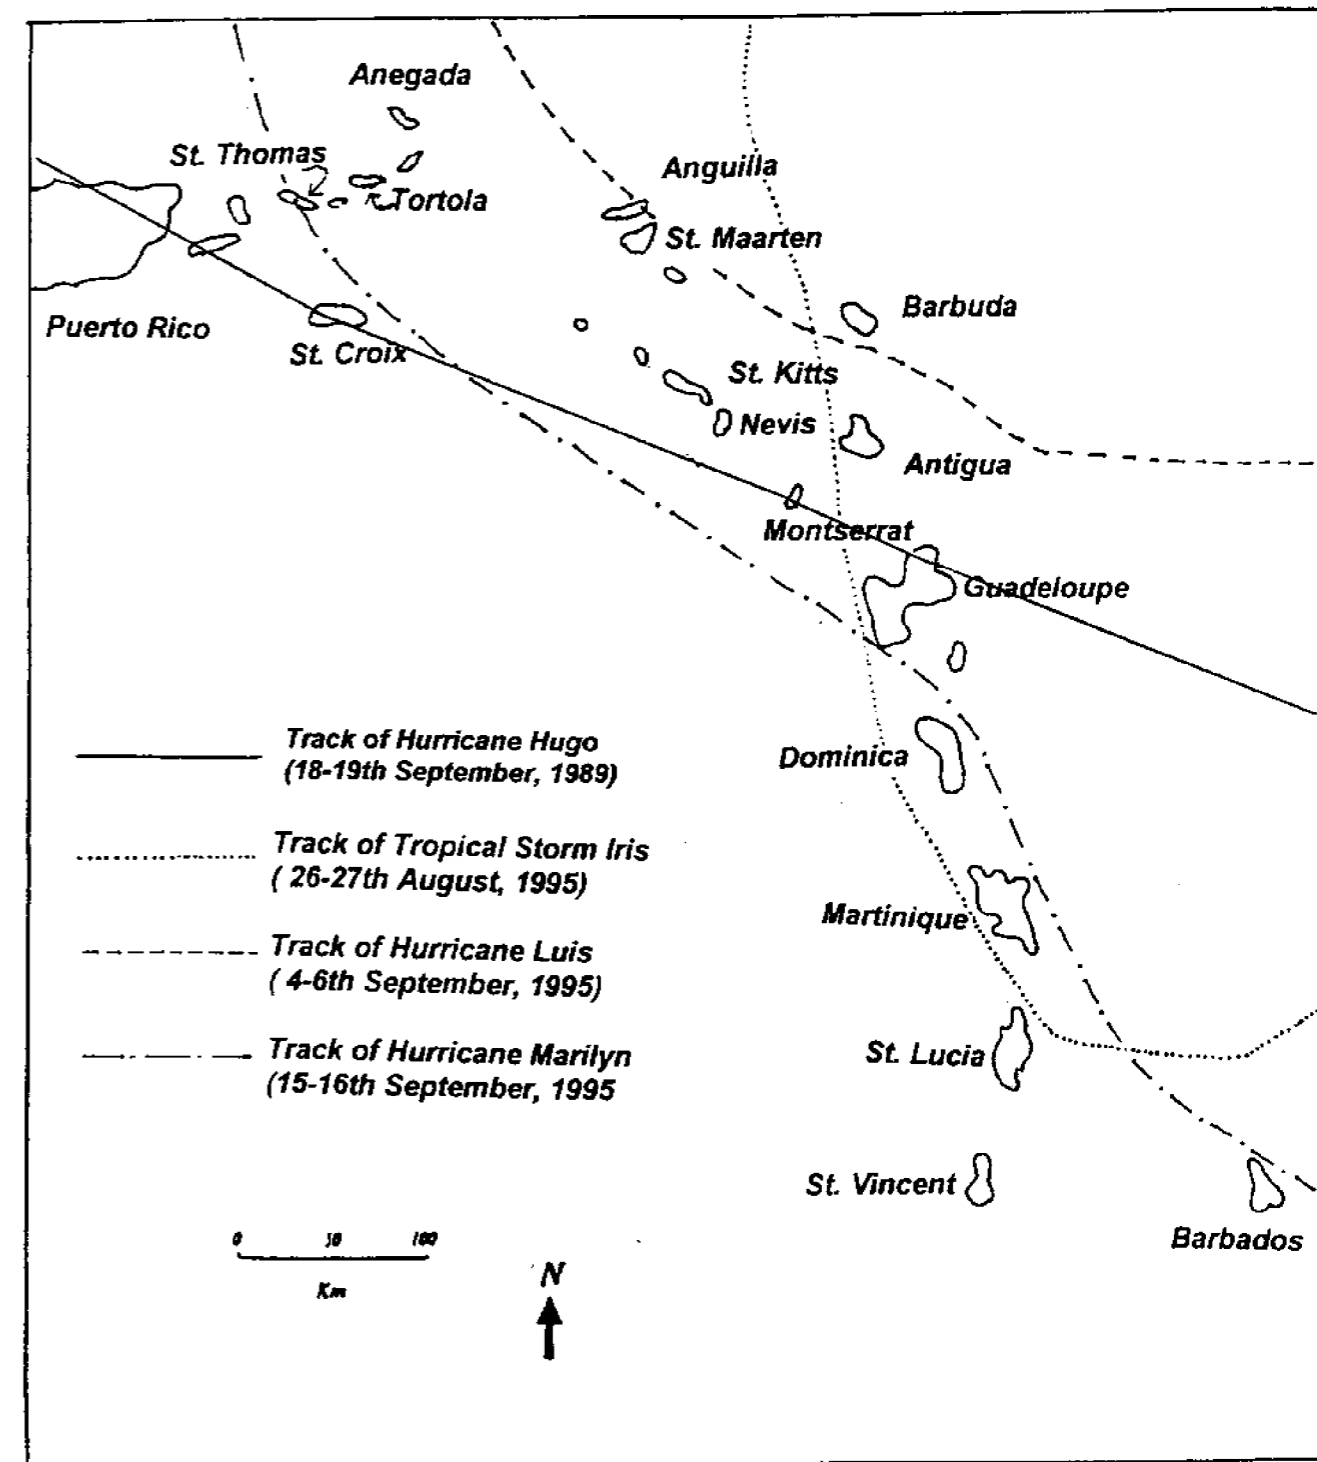 Anegada
St. Thomas
Tortola
Anguilla
St. Maarten
Barbuda
Puerto Rico
St. Croix
St. Kitts
Nevis
Antigua
Montserrat
Guadeloupe
Dominica
Martinique
St. Lucia
St. Vincent
Barbados
Track of Hurricane Hugo
(18-19th September, 1989)
Track of Tropical Storm Iris
( 26-27th August, 1995)
Track of Hurricane Luis
( 4-6th September, 1995)
Track of Hurricane Marilyn
(15-16th September, 1995
0 50 100
Km
N